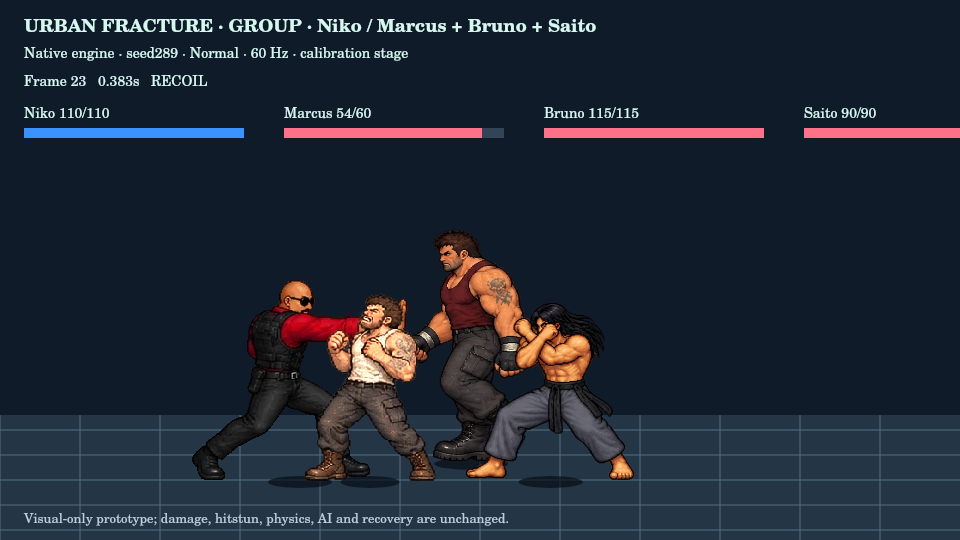 URBAN FRACTURE · GROUP · Niko / Marcus + Bruno + Saito
Native engine · seed289 · Normal · 60 Hz · calibration stage
Frame 23 0.383s RECOIL
Niko 110/110
Marcus 54/60
Bruno 115/115
Saito 90/90
Visual-only prototype; damage, hitstun, physics, AI and recovery are unchanged.